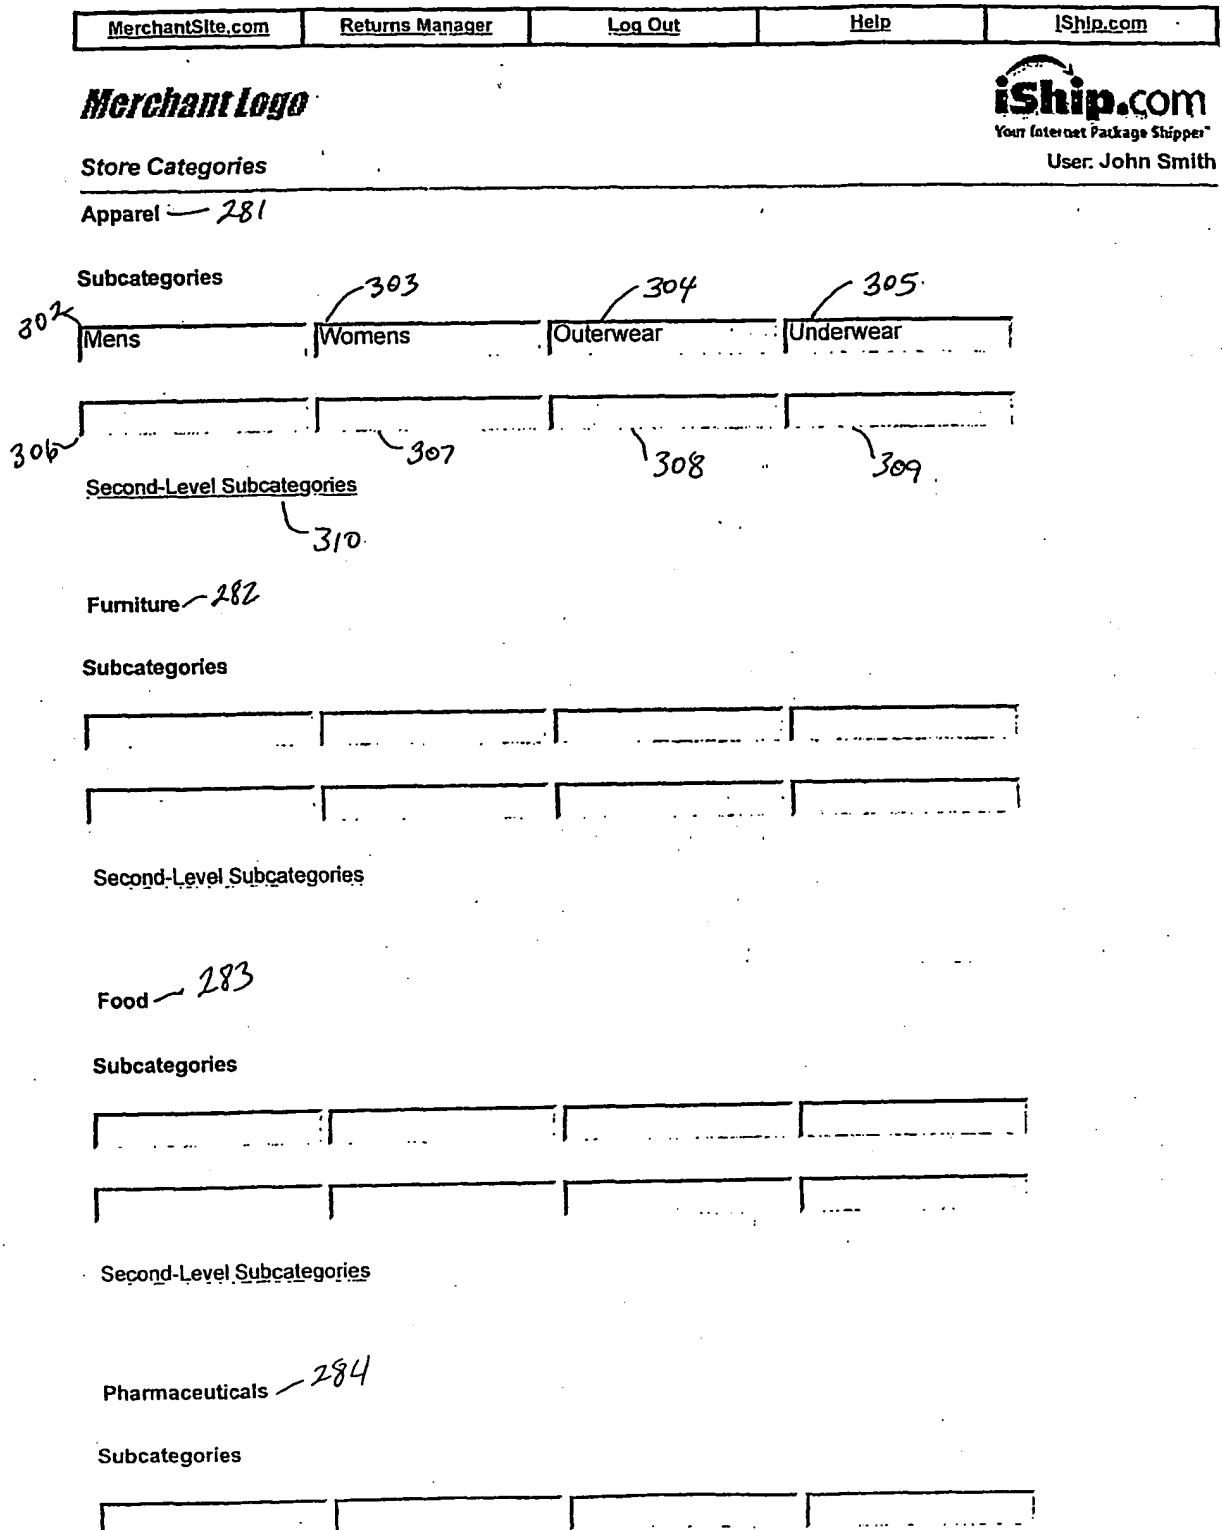 MerchantSite.com Returns Manager Log Out Help IShip.com
Merchant Logo
iShip.com
Your Internet Package Shipper™
Store Categories
User: John Smith
Apparel 281
Subcategories
302 303 304 305
Mens Womens Outerwear Underwear
306 307 308 309
Second-Level Subcategories
310
Furniture 282
Subcategories
Second-Level Subcategories
Food 283
Subcategories
Second-Level Subcategories
Pharmaceuticals 284
Subcategories